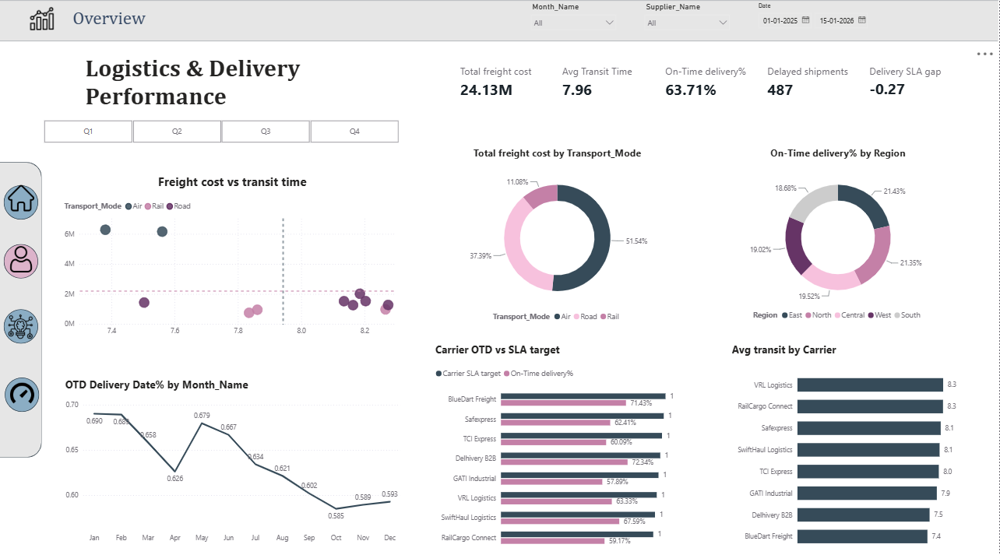 Overview
Month_Name
All
Supplier_Name
All
Date
01-01-2025
15-01-2026
Logistics & Delivery
Performance
Total freight cost
24.13M
Avg Transit Time
7.96
On-Time delivery%
63.71%
Delayed shipments
487
Delivery SLA gap
-0.27
Q1
Q2
Q3
Q4
Freight cost vs transit time
Transport_Mode Air Rail Road
6M
4M
2M
0M
7.4
7.6
7.8
8.0
8.2
Total freight cost by Transport_Mode
11.08%
51.54%
37.39%
Transport_Mode Air Road Rail
On-Time delivery% by Region
18.68%
21.43%
19.02%
21.35%
19.52%
Region East North Central West South
OTD Delivery Date% by Month_Name
0.70
0.65
0.60
0.690
0.689
0.658
0.626
0.679
0.667
0.634
0.621
0.602
0.585
0.589
0.593
Jan
Feb
Mar
Apr
May
Jun
Jul
Aug
Sep
Oct
Nov
Dec
Carrier OTD vs SLA target
Carrier SLA target On-Time delivery%
BlueDart Freight
1
71.43%
Safexpress
1
62.41%
TCI Express
1
60.09%
Delhivery B2B
1
72.34%
GATI Industrial
1
57.89%
VRL Logistics
1
63.33%
SwiftHaul Logistics
1
67.59%
RailCargo Connect
1
59.17%
Avg transit by Carrier
VRL Logistics 8.3
RailCargo Connect 8.3
Safexpress 8.1
SwiftHaul Logistics 8.1
TCI Express 8.0
GATI Industrial 7.9
Delhivery B2B 7.5
BlueDart Freight 7.4